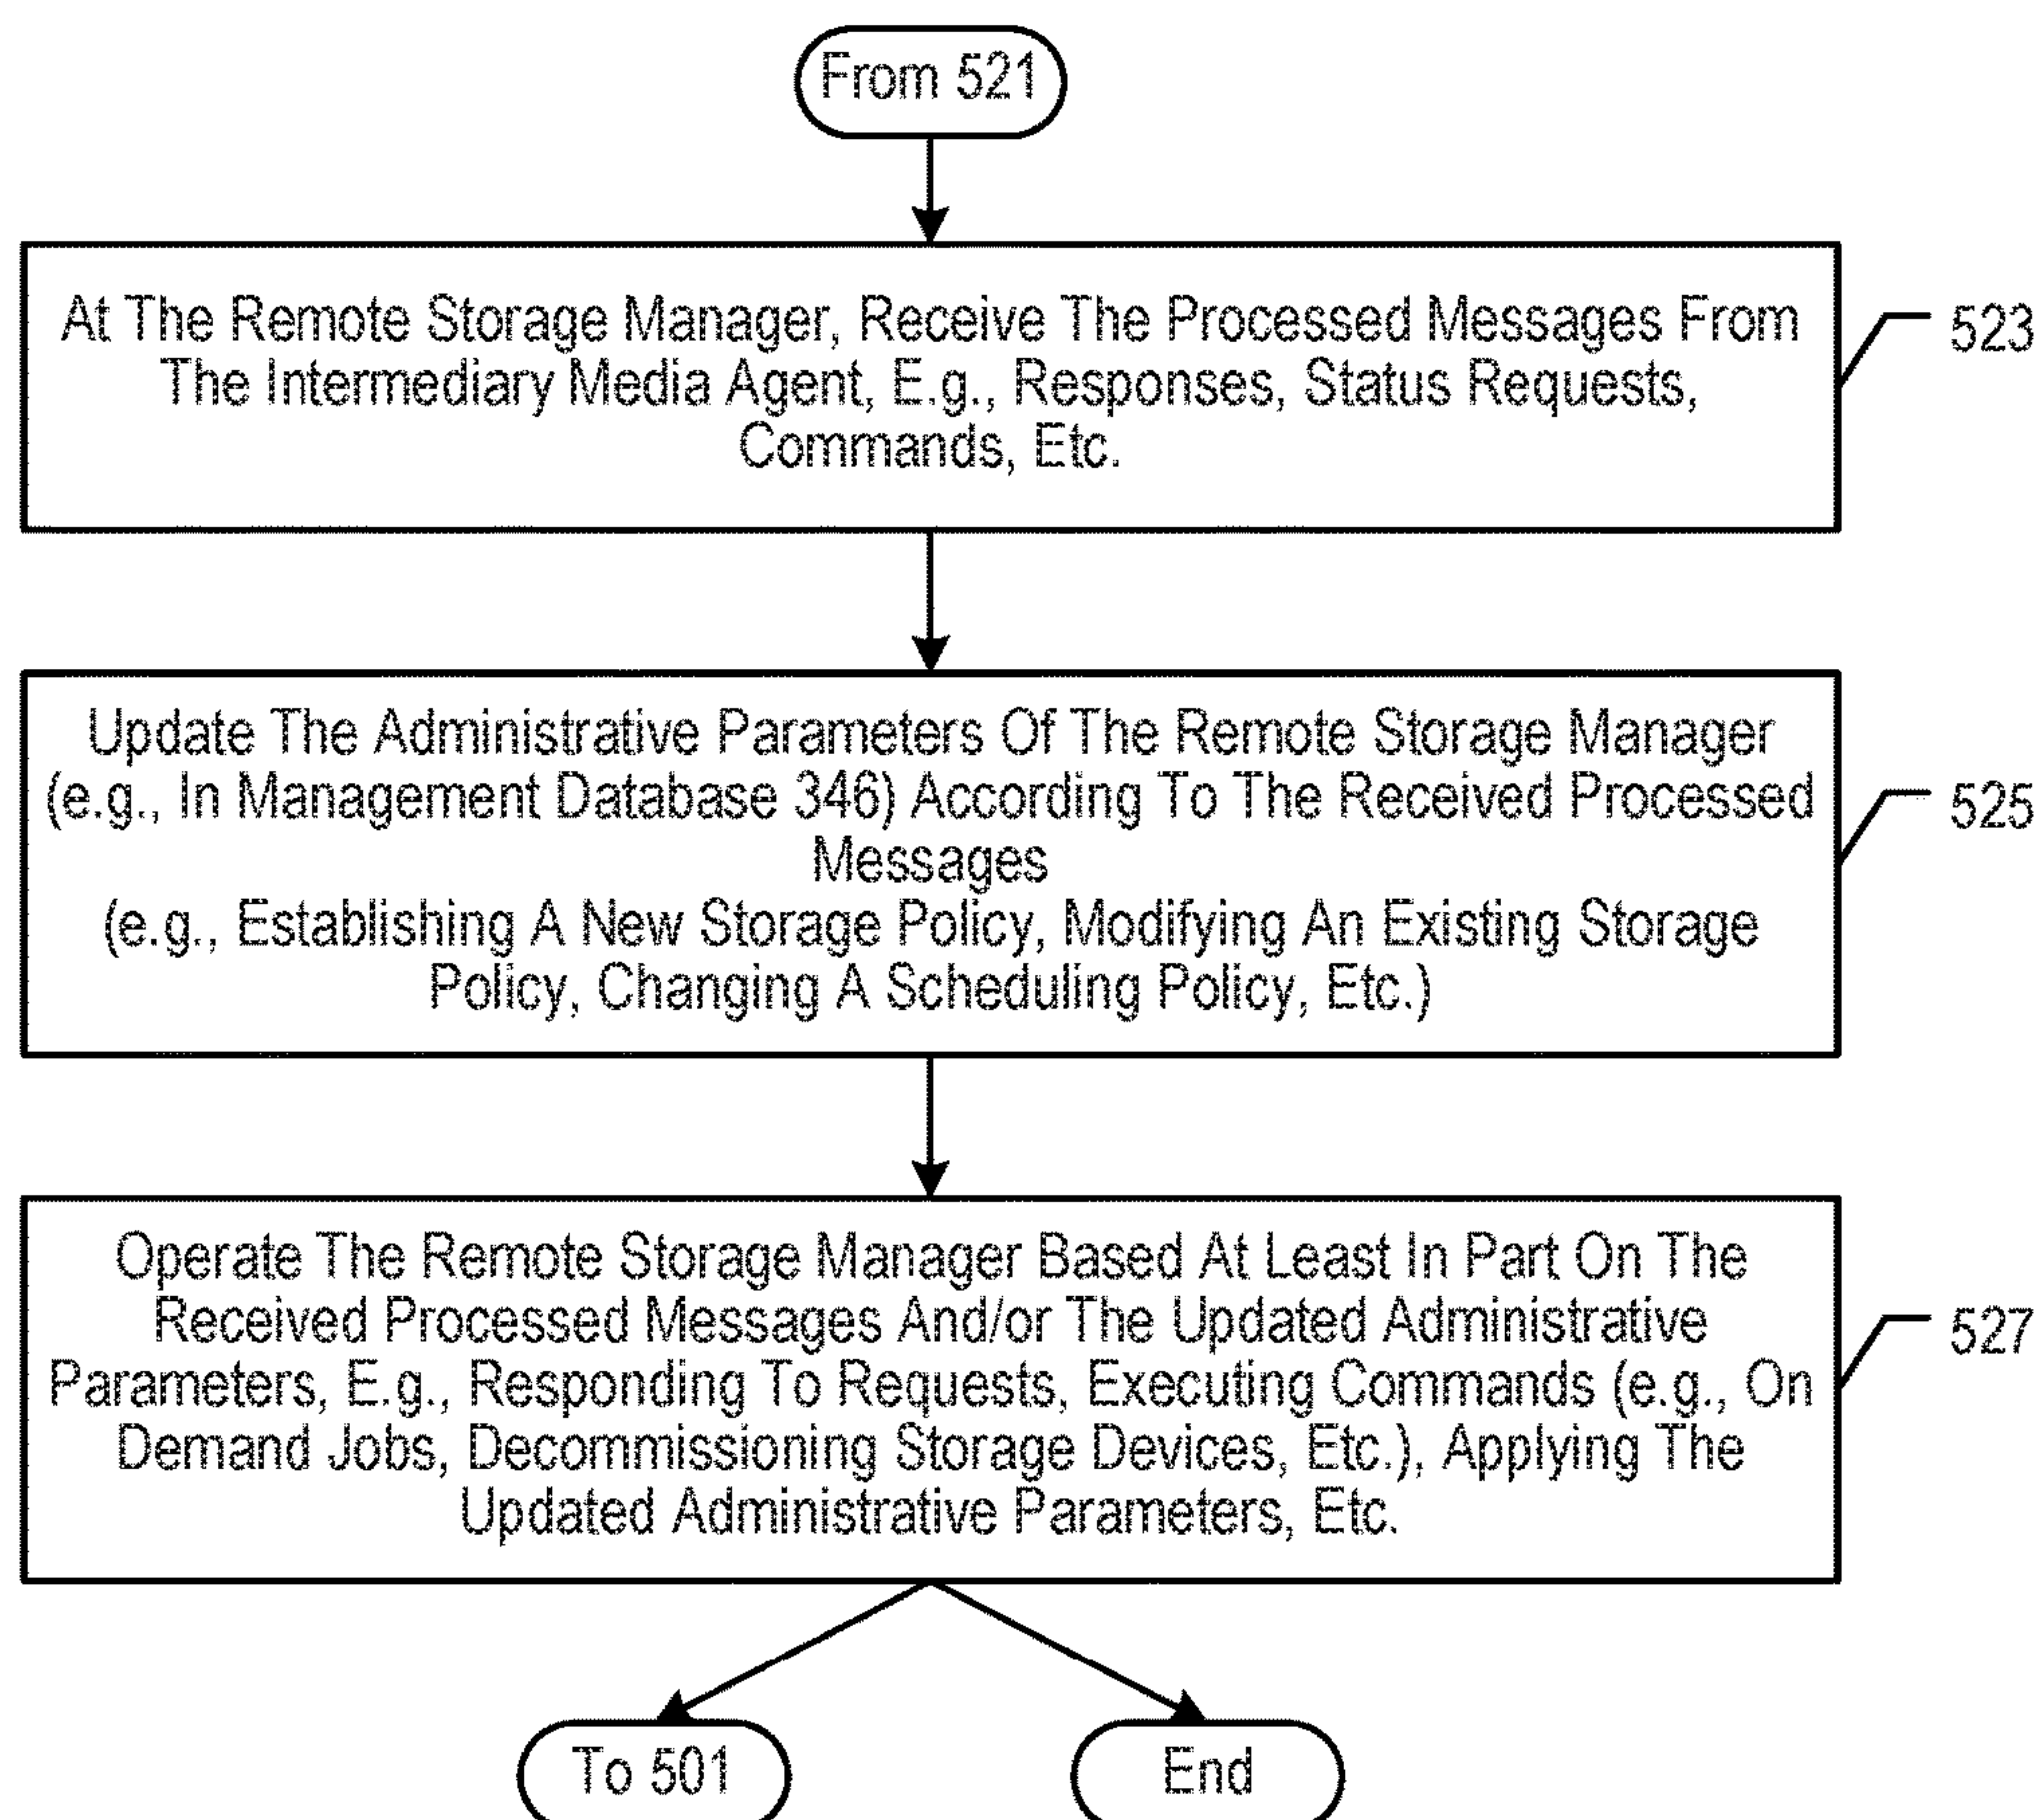 From 521
At The Remote Storage Manager, Receive The Processed Messages From
The Intermediary Media Agent, E.g., Responses, Status Requests,
Commands, Etc.
523
Update The Administrative Parameters Of The Remote Storage Manager
(e.g., In Management Database 346) According To The Received Processed
Messages
(e.g., Establishing A New Storage Policy, Modifying An Existing Storage
Policy, Changing A Scheduling Policy, Etc.)
525
Operate The Remote Storage Manager Based At Least In Part On The
Received Processed Messages And/or The Updated Administrative
Parameters, E.g., Responding To Requests, Executing Commands (e.g., On
Demand Jobs, Decommissioning Storage Devices, Etc.), Applying The
Updated Administrative Parameters, Etc.
527
To 501
End